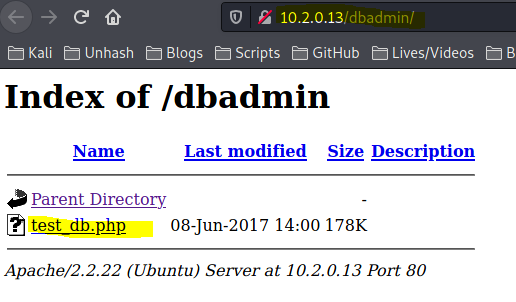 10.2.0.13/dbadmin/
Kali Unhash Blogs Scripts GitHub Lives/Videos
Index of /dbadmin
Name Last modified Size Description
Parent Directory -
test_db.php 08-Jun-2017 14:00 178K
Apache/2.2.22 (Ubuntu) Server at 10.2.0.13 Port 80